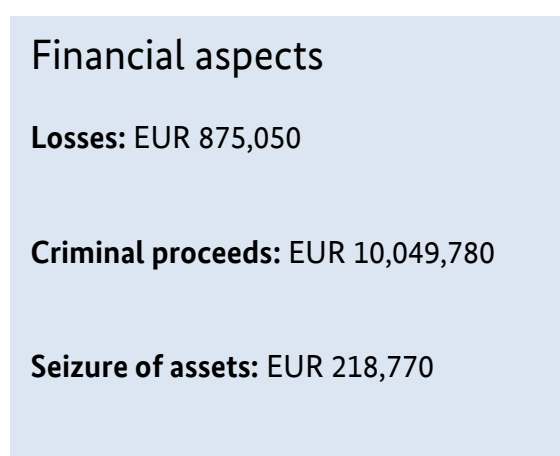 Financial aspects
Losses: EUR 875,050
Criminal proceeds: EUR 10,049,780
Seizure of assets: EUR 218,770